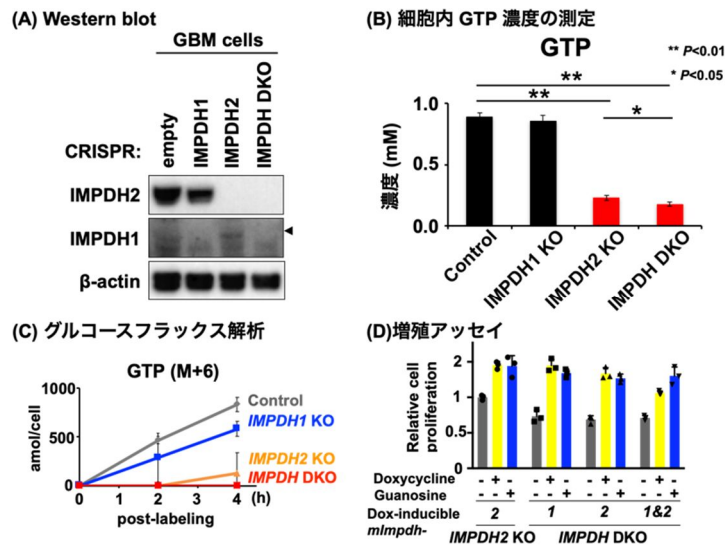 (A) Western blot
GBM cells
CRISPR:
empty
IMPDH1
IMPDH2
IMPDH DKO
IMPDH2
IMPDH1
β-actin
(B) 細胞内 GTP 濃度の測定
GTP
** P<0.01
* P<0.05
**
**
*
濃度 (mM)
1.0
0.5
0.0
Control
IMPDH1 KO
IMPDH2 KO
IMPDH DKO
(C) グルコースフラックス解析
GTP (M+6)
amol/cell
1000
500
0
Control
IMPDH1 KO
IMPDH2 KO
IMPDH DKO
0 1 2 3 4 (h)
post-labeling
(D)増殖アッセイ
Relative cell
proliferation
2
1
0.5
0
Doxycycline - + - - + - - + - - + -
Guanosine - - + - - + - - + - - +
Dox-inducible
mImpdh- 2 1 2 1&2
IMPDH2 KO IMPDH DKO